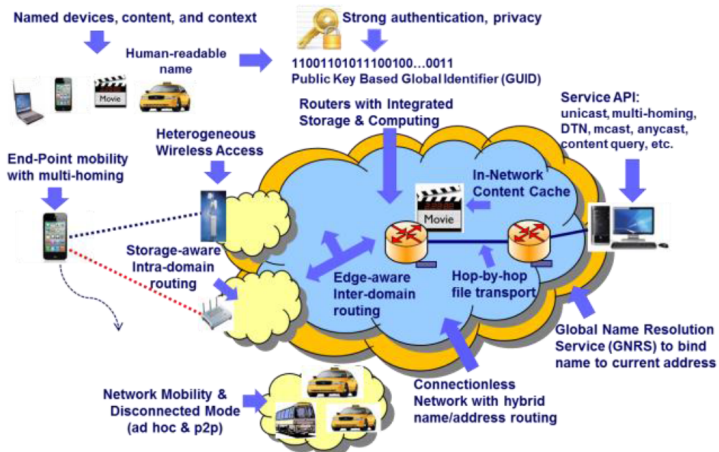 Named devices, content, and context
Strong authentication, privacy
Human-readable
name
11001101011100100…0011
Public Key Based Global Identifier (GUID)
Movie
Routers with Integrated
Storage & Computing
Service API:
unicast, multi-homing,
DTN, mcast, anycast,
content query, etc.
Heterogeneous
Wireless Access
End-Point mobility
with multi-homing
In-Network
Content Cache
Movie
Storage-aware
Intra-domain
routing
Edge-aware
Inter-domain
routing
Hop-by-hop
file transport
Global Name Resolution
Service (GNRS) to bind
name to current address
Network Mobility &
Disconnected Mode
(ad hoc & p2p)
Connectionless
Network with hybrid
name/address routing